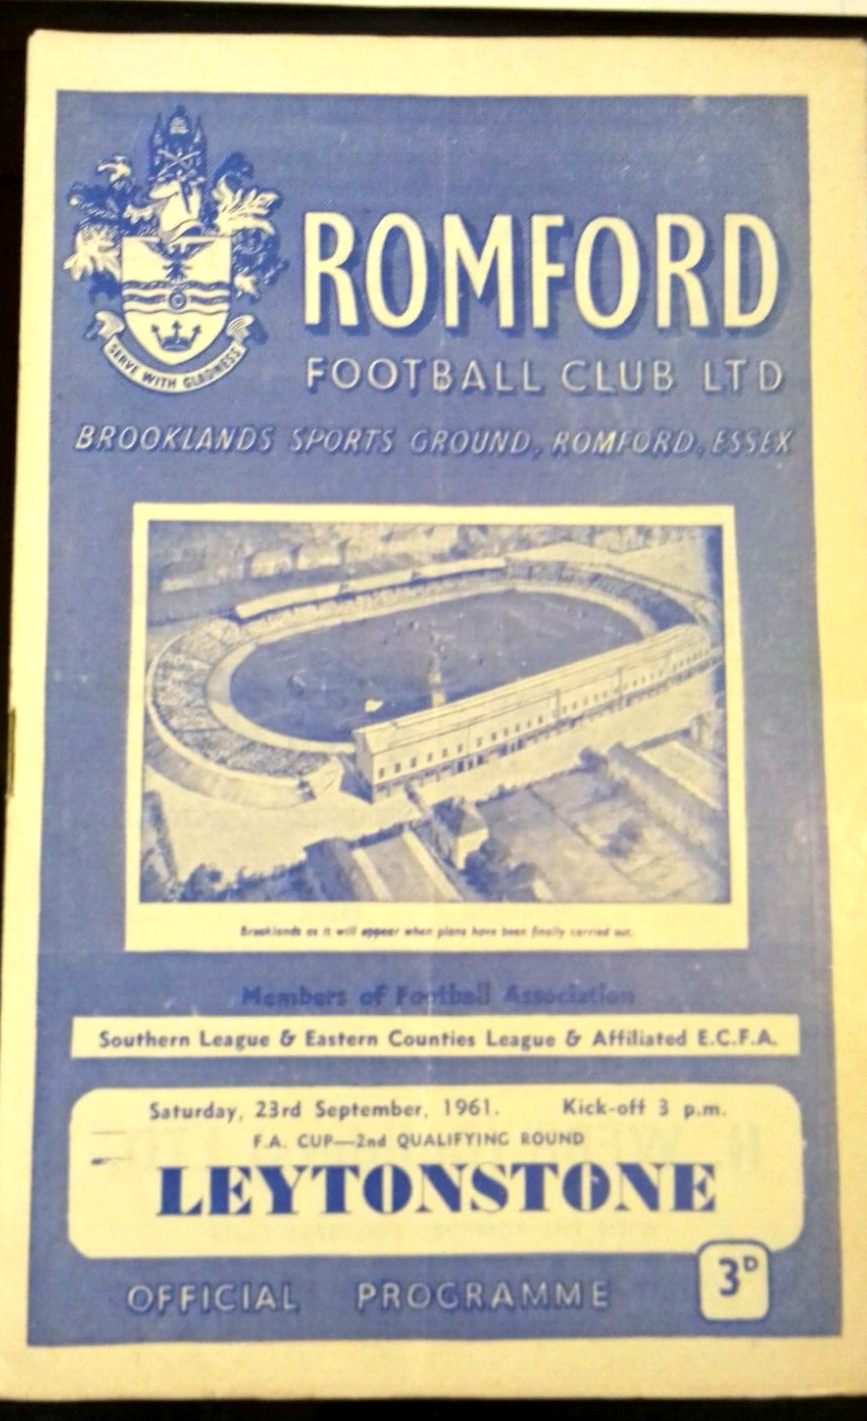 ROMFORD
FOOTBALL CLUB LTD
SERVE WITH GLADNESS
BROOKLANDS SPORTS GROUND, ROMFORD, ESSEX
Brooklands as it will appear when plans have been finally carried out.
Members of Football Association
Southern League & Eastern Counties League & Affiliated E.C.F.A.
Saturday, 23rd September, 1961. Kick-off 3 p.m.
F.A. CUP—2nd QUALIFYING ROUND
LEYTONSTONE
OFFICIAL PROGRAMME
3D